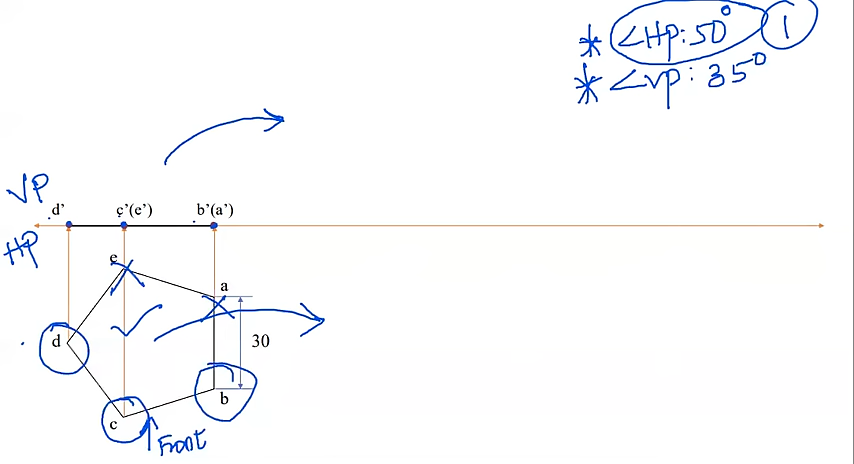 * ∠HP: 50° 1
* ∠VP: 35°
VP
d' c'(e') b'(a')
HP
e
a
d
30
b
c
Front